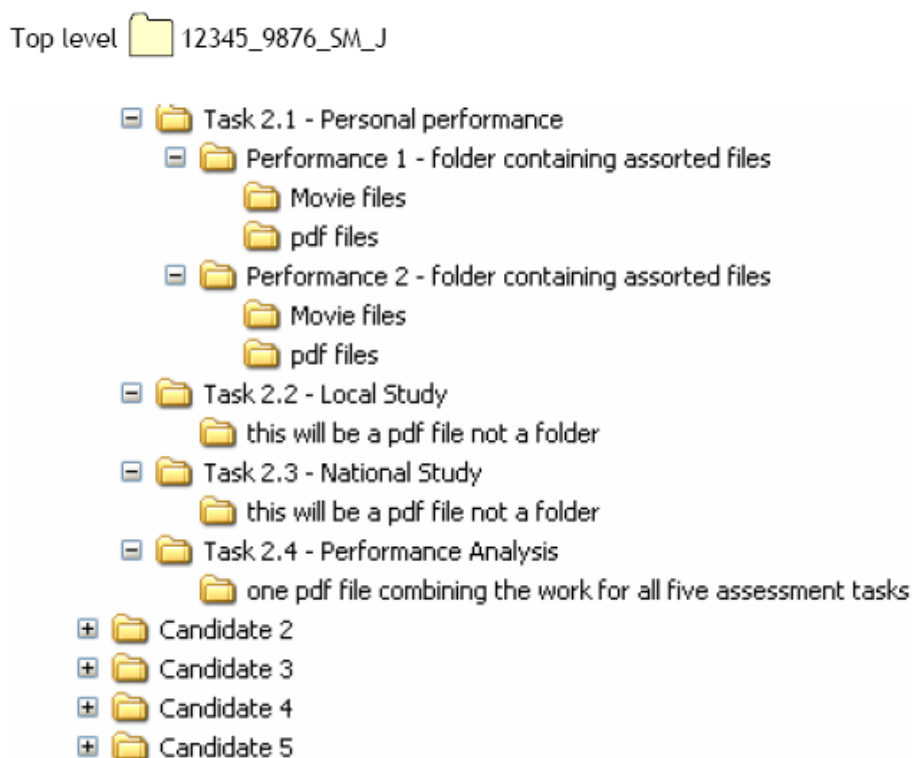 Top level 12345_9876_SM_J
Task 2.1 - Personal performance
Performance 1 - folder containing assorted files
Movie files
pdf files
Performance 2 - folder containing assorted files
Movie files
pdf files
Task 2.2 - Local Study
this will be a pdf file not a folder
Task 2.3 - National Study
this will be a pdf file not a folder
Task 2.4 - Performance Analysis
one pdf file combining the work for all five assessment tasks
Candidate 2
Candidate 3
Candidate 4
Candidate 5